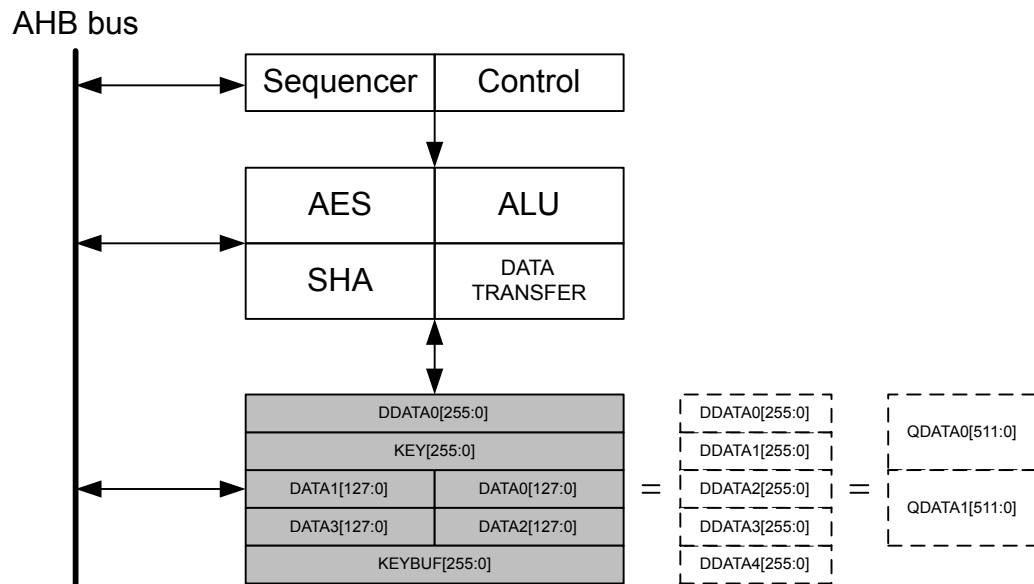 AHB bus
Sequencer Control
AES ALU
SHA DATA
TRANSFER
DDATA0[255:0] DDATA0[255:0]
KEY[255:0] = DDATA1[255:0] = QDATA0[511:0]
DATA1[127:0] DATA0[127:0] DDATA2[255:0]
DATA3[127:0] DATA2[127:0] DDATA3[255:0] QDATA1[511:0]
KEYBUF[255:0] DDATA4[255:0]